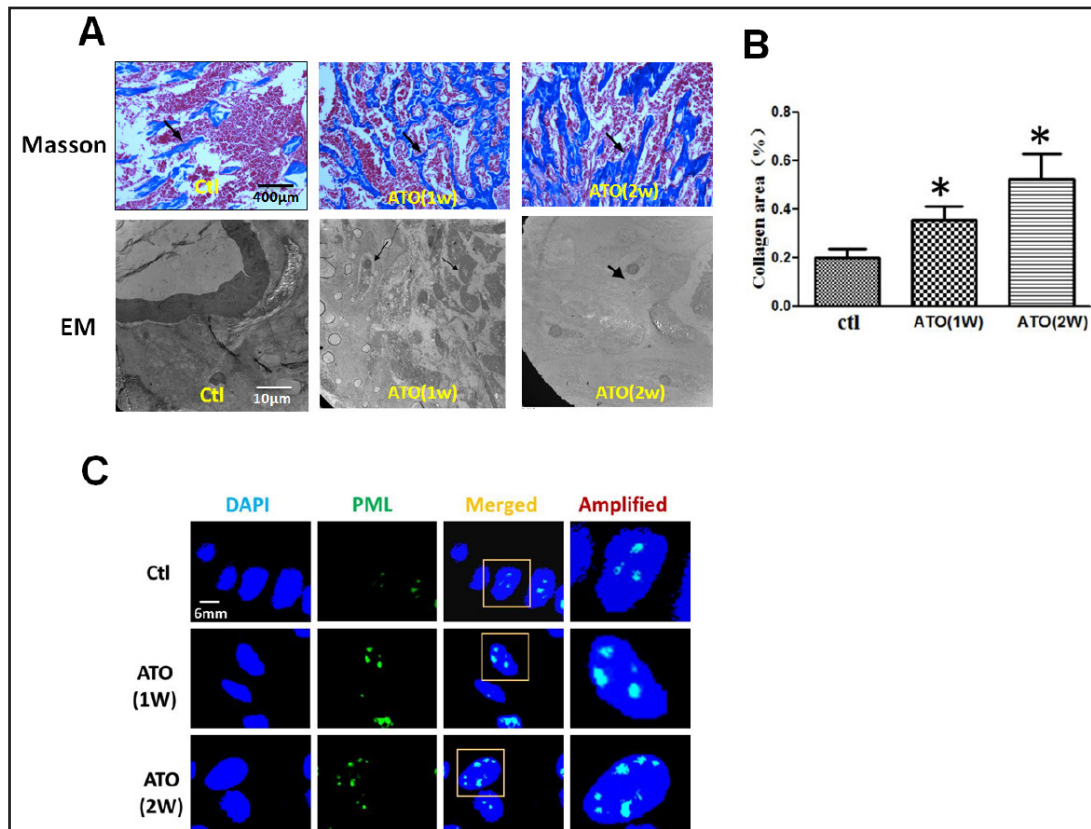 A
Masson
Ctl
400μm
ATO(1w)
ATO(2w)
EM
Ctl
10μm
ATO(1w)
ATO(2w)
B
Collagen area (%)
0.8
0.6
0.4
0.2
0.0
*
*
ctl
ATO(1W)
ATO(2W)
C
DAPI
PML
Merged
Amplified
Ctl
6mm
ATO
(1W)
ATO
(2W)